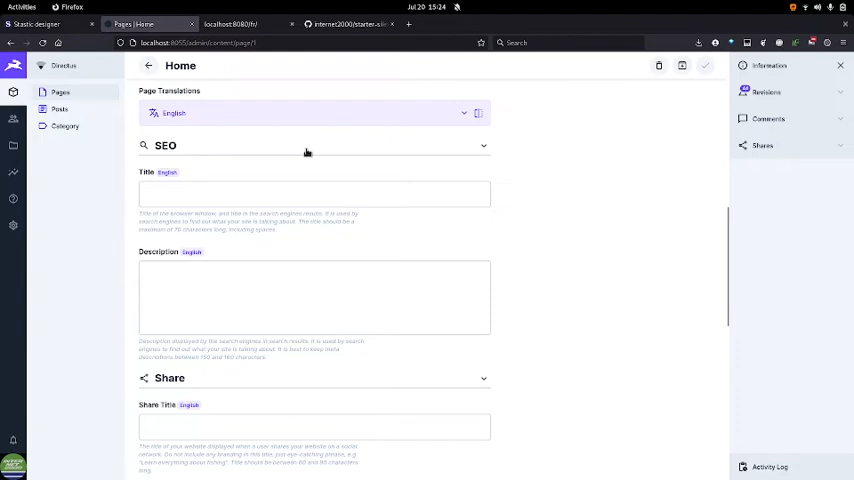 Activities
Firefox
Jul 20 15:24
Stastic designer
Pages | Home
localhost:8080/fr/
internet2000/starter-sile
localhost:8055/admin/content/page/1
Search
Directus
Home
Information
Pages
Posts
Category
Page Translations
English
SEO
Title English
Title of the browser window, and title in the search engines results. It is used by
search engines to find out what your site is talking about. The title should be a
maximum of 70 characters long, including spaces.
Description English
Description displayed by the search engines in search results. It is used by search
engines to find out what your site is talking about. It is best to keep meta
descriptions between 150 and 160 characters.
Share
Share Title English
The title of your website displayed when a user shares your website on a social
network. Do not include any branding in this title, just eye-catching phrase, e.g.
"Learn everything about fishing". Title should be between 60 and 90 characters
long.
Revisions
Comments
Shares
Activity Log